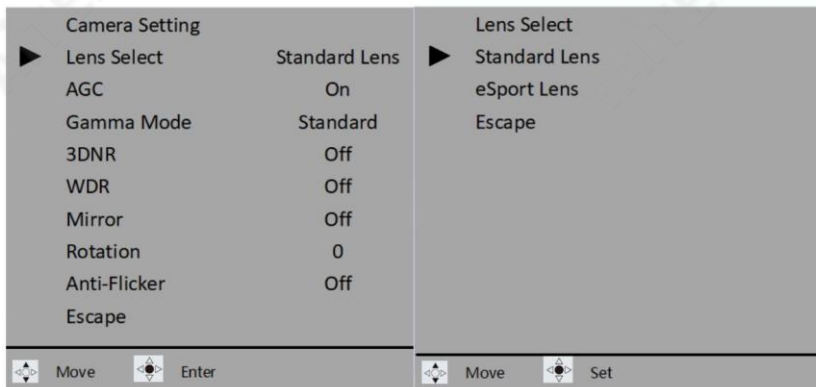 Camera Setting
Lens Select Standard Lens
AGC On
Gamma Mode Standard
3DNR Off
WDR Off
Mirror Off
Rotation 0
Anti-Flicker Off
Escape
Move Enter
Lens Select
Standard Lens
eSport Lens
Escape
Move Set